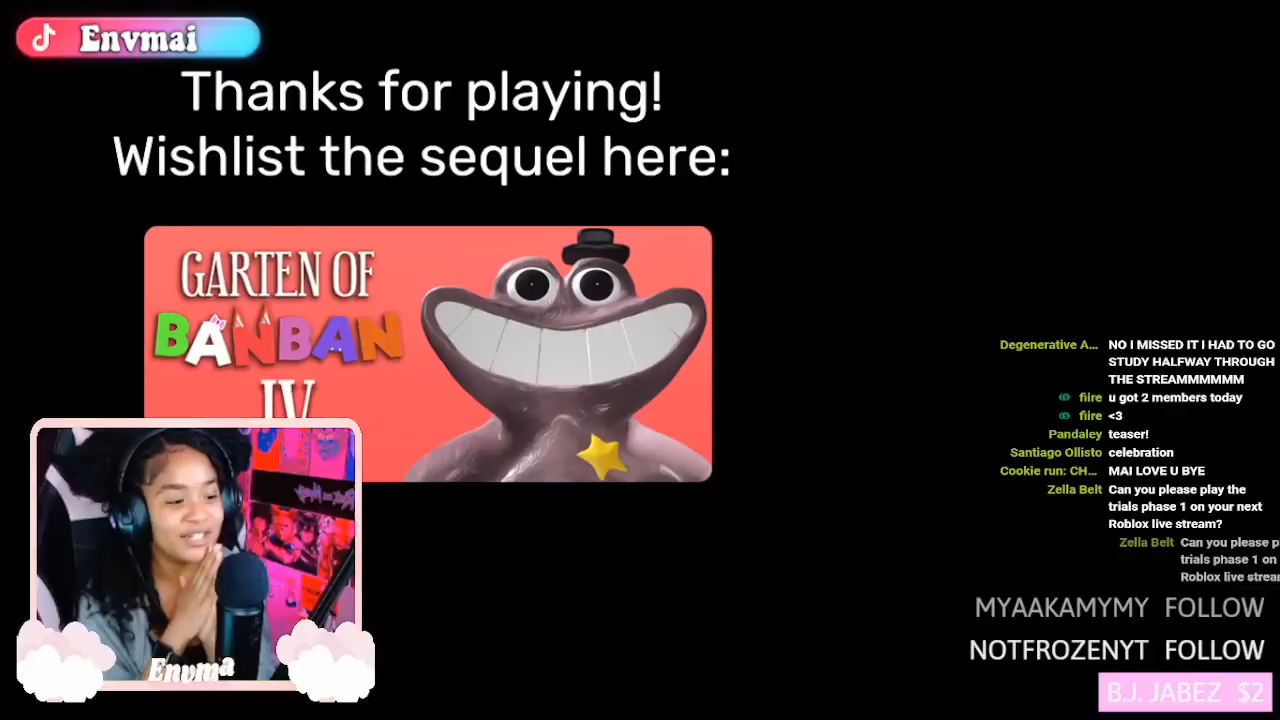 Envmai
Thanks for playing!
Wishlist the sequel here:
GARTEN OF
BANBAN
IV
Degenerative A... NO I MISSED IT I HAD TO GO
STUDY HALFWAY THROUGH
THE STREAMMMMMM
fiire u got 2 members today
fiire <3
Pandaley teaser!
Santiago Ollisto celebration
Cookie run: CH... MAI LOVE U BYE
Zella Belt Can you please play the
trials phase 1 on your next
Roblox live stream?
Zella Belt Can you please p
trials phase 1 on
Roblox live strea
MYAAKAMYMY FOLLOW
NOTFROZENYT FOLLOW
B.J. JABEZ $2
Envma